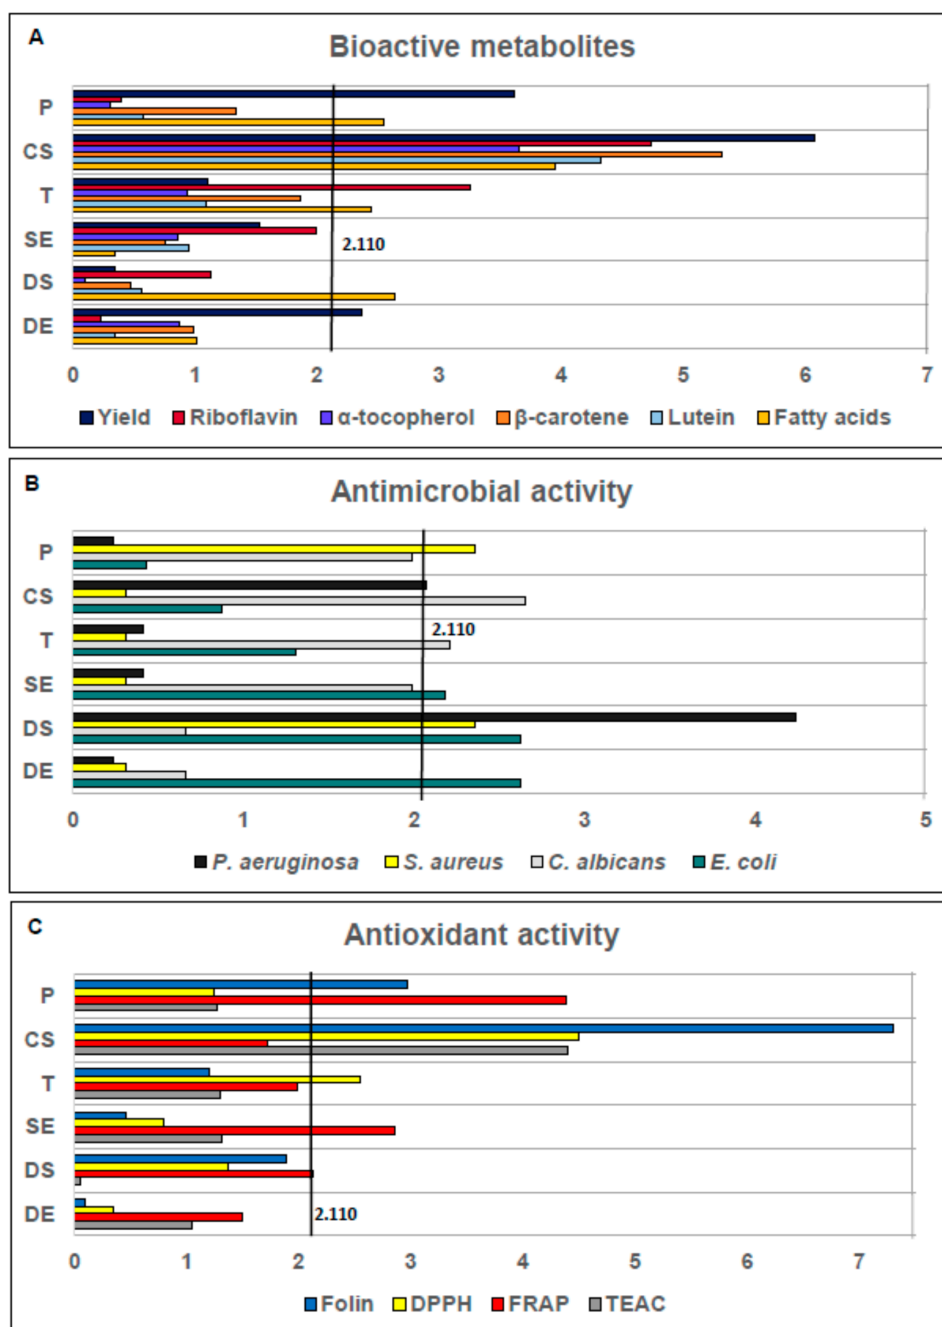 A
Bioactive metabolites
P
CS
T
SE
2.110
DS
DE
0 1 2 3 4 5 6 7
Yield Riboflavin α-tocopherol β-carotene Lutein Fatty acids
B
Antimicrobial activity
P
CS
T
2.110
SE
DS
DE
0 1 2 3 4 5
P. aeruginosa S. aureus C. albicans E. coli
C
Antioxidant activity
P
CS
T
SE
DS
DE
2.110
0 1 2 3 4 5 6 7
Folin DPPH FRAP TEAC